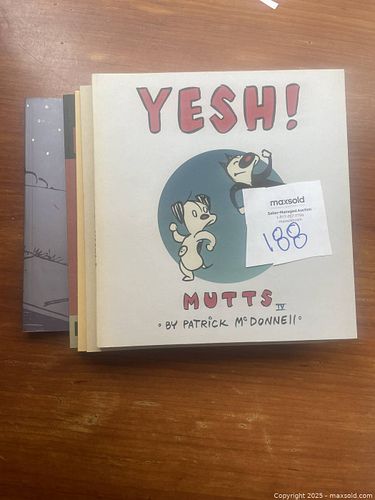 YESH!
maxsold
Seller Managed Auction
188
MUTTS
IV
• BY PATRICK McDONNELL •
Copyright 2025 - maxsold.com